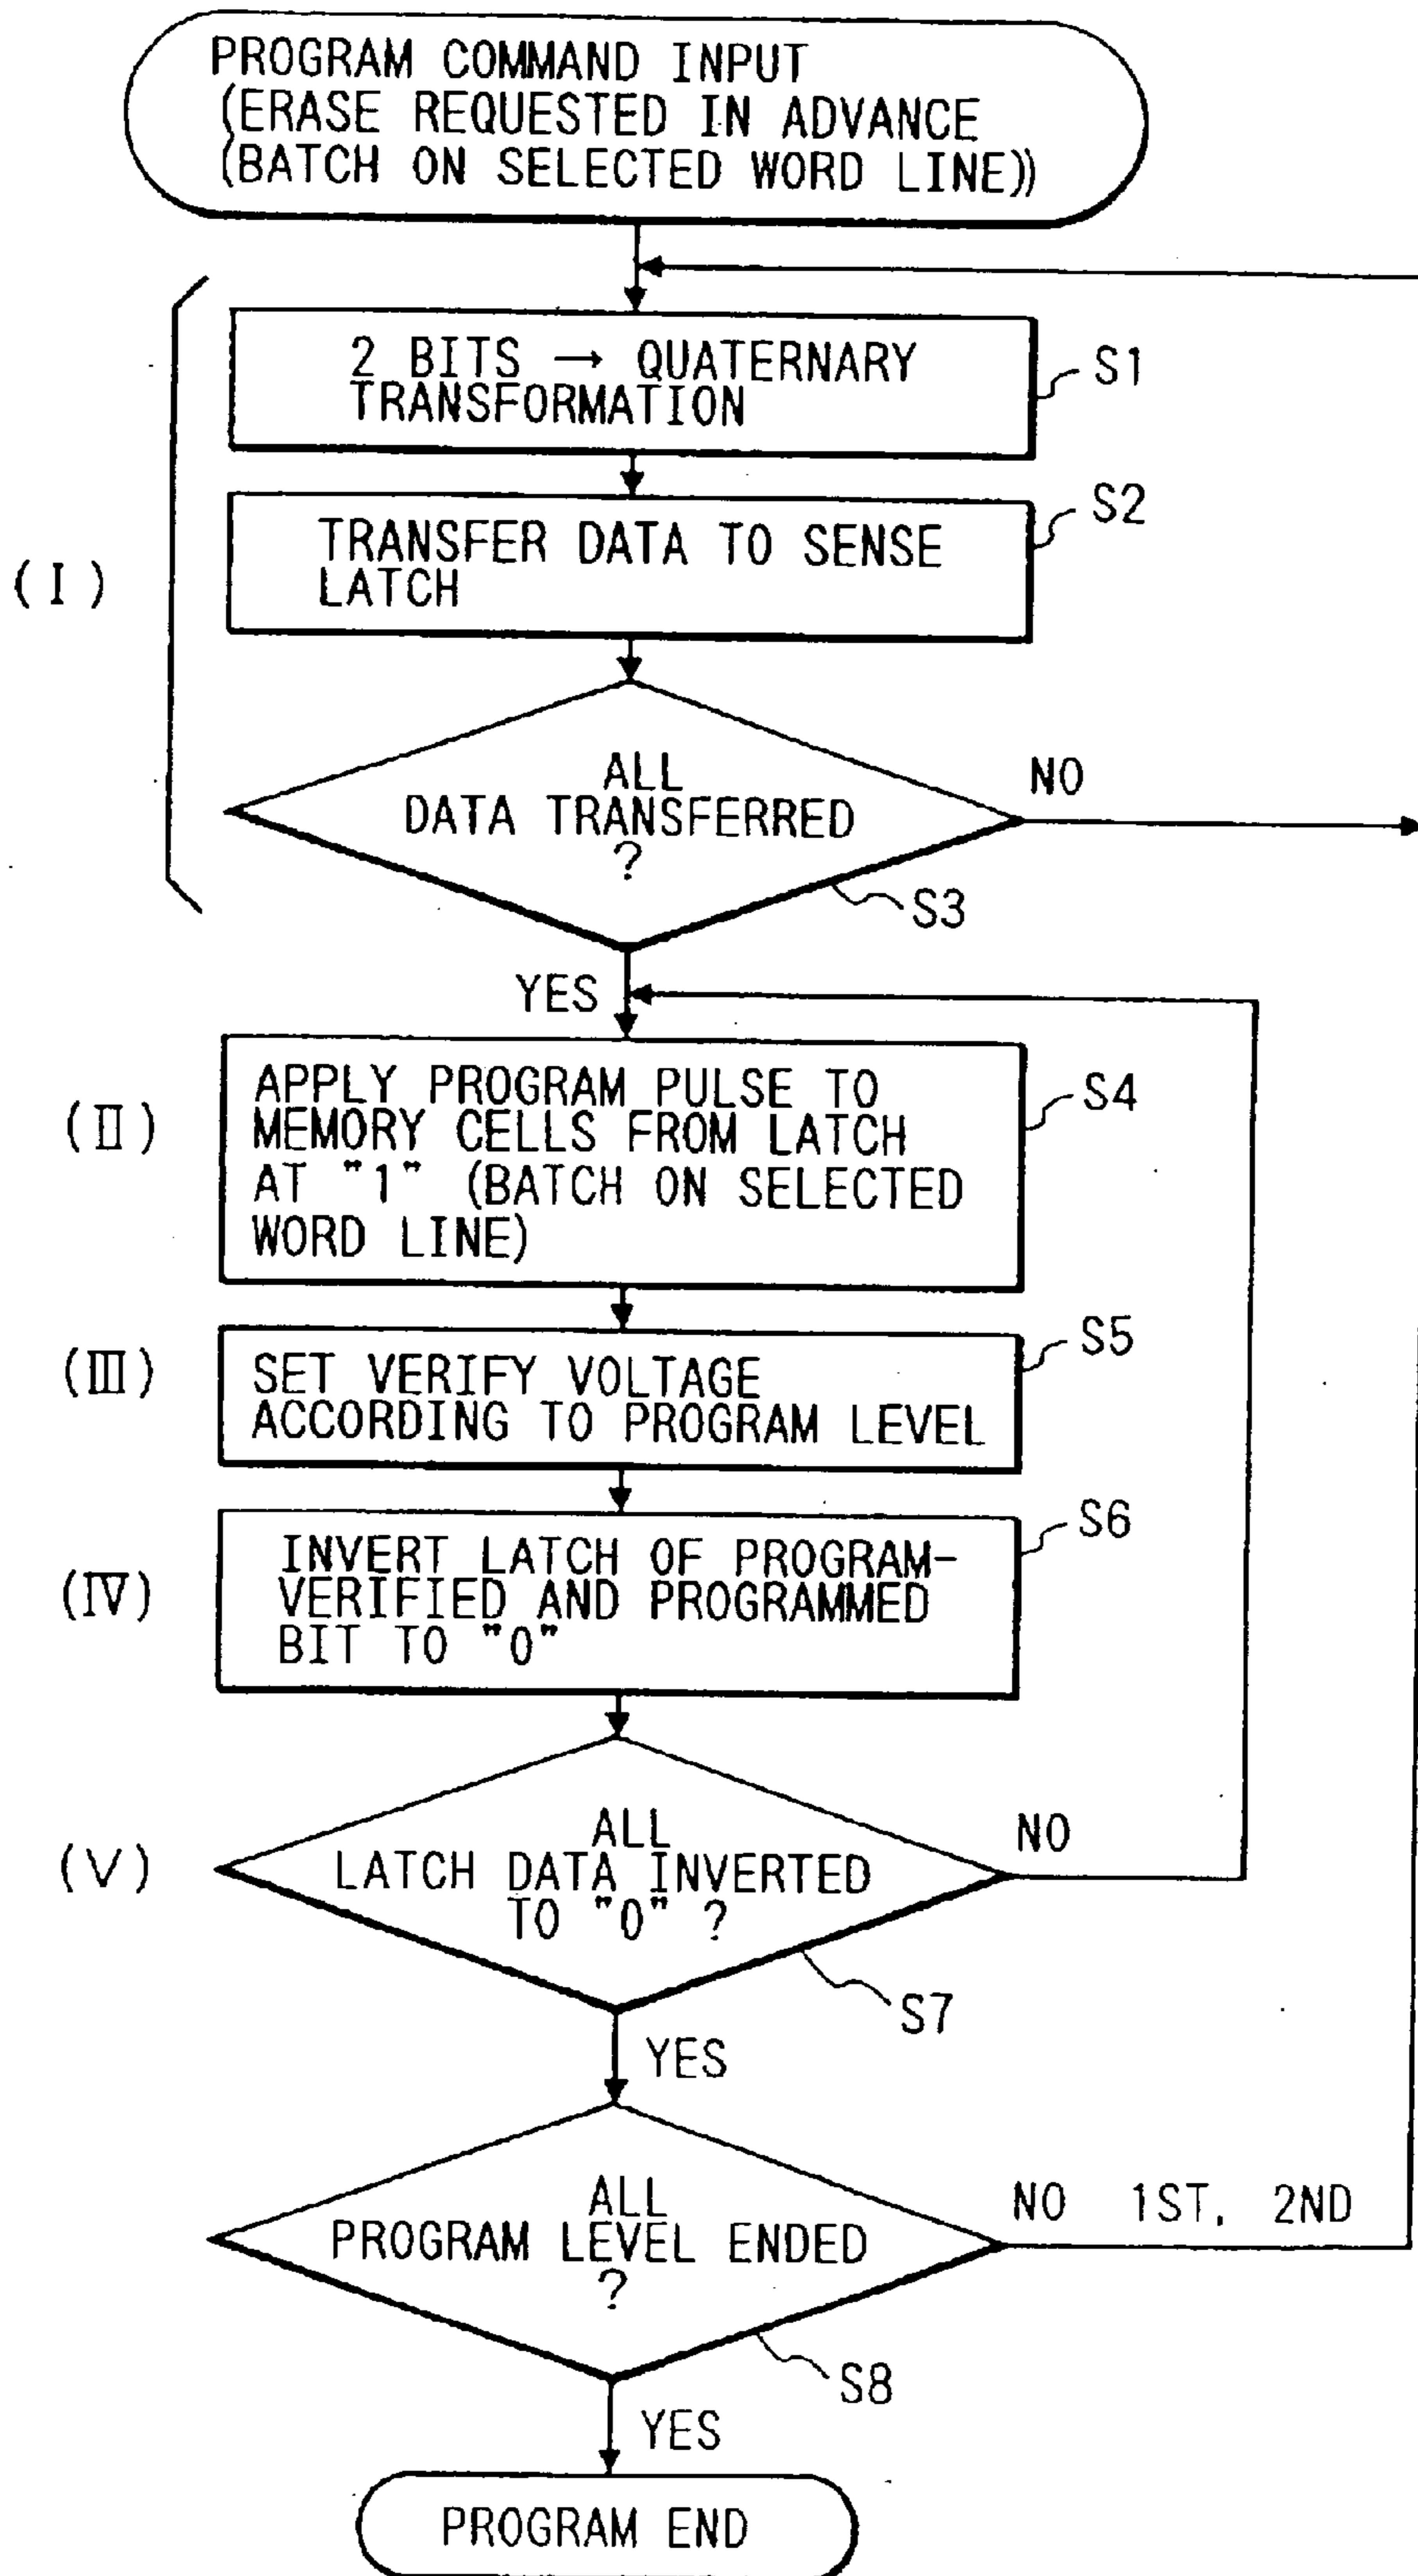 PROGRAM COMMAND INPUT
(ERASE REQUESTED IN ADVANCE
(BATCH ON SELECTED WORD LINE))
2 BITS → QUATERNARY
TRANSFORMATION
S1
TRANSFER DATA TO SENSE
LATCH
S2
(I)
ALL
DATA TRANSFERRED
?
NO
S3
YES
(II)
APPLY PROGRAM PULSE TO
MEMORY CELLS FROM LATCH
AT "1" (BATCH ON SELECTED
WORD LINE)
S4
(III)
SET VERIFY VOLTAGE
ACCORDING TO PROGRAM LEVEL
S5
(IV)
INVERT LATCH OF PROGRAM-
VERIFIED AND PROGRAMMED
BIT TO "0"
S6
(V)
ALL
LATCH DATA INVERTED
TO "0" ?
NO
S7
YES
ALL
PROGRAM LEVEL ENDED
?
NO 1ST, 2ND
S8
YES
PROGRAM END